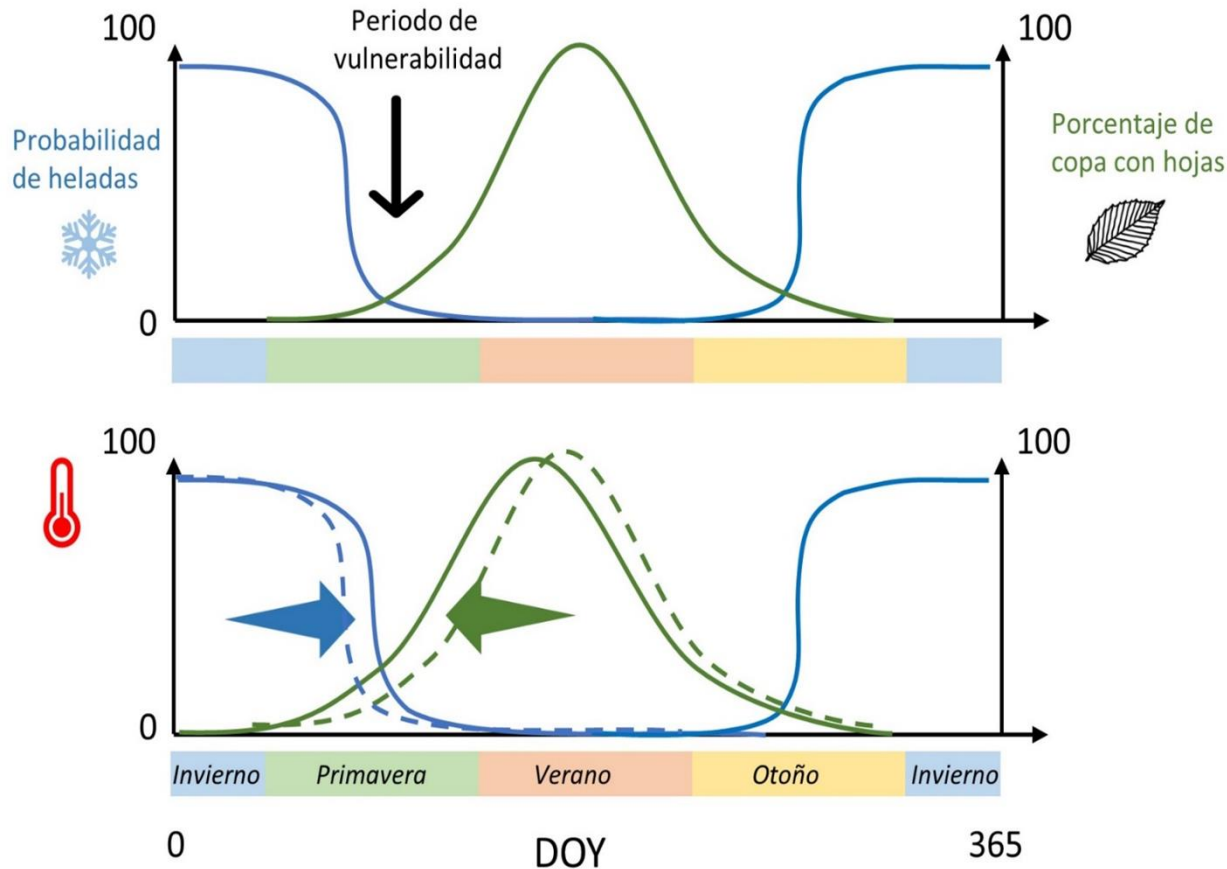 100
Periodo de
vulnerabilidad
100
Probabilidad
de heladas
Porcentaje de
copa con hojas
0
100
100
0
Invierno
Primavera
Verano
Otoño
Invierno
0
DOY
365